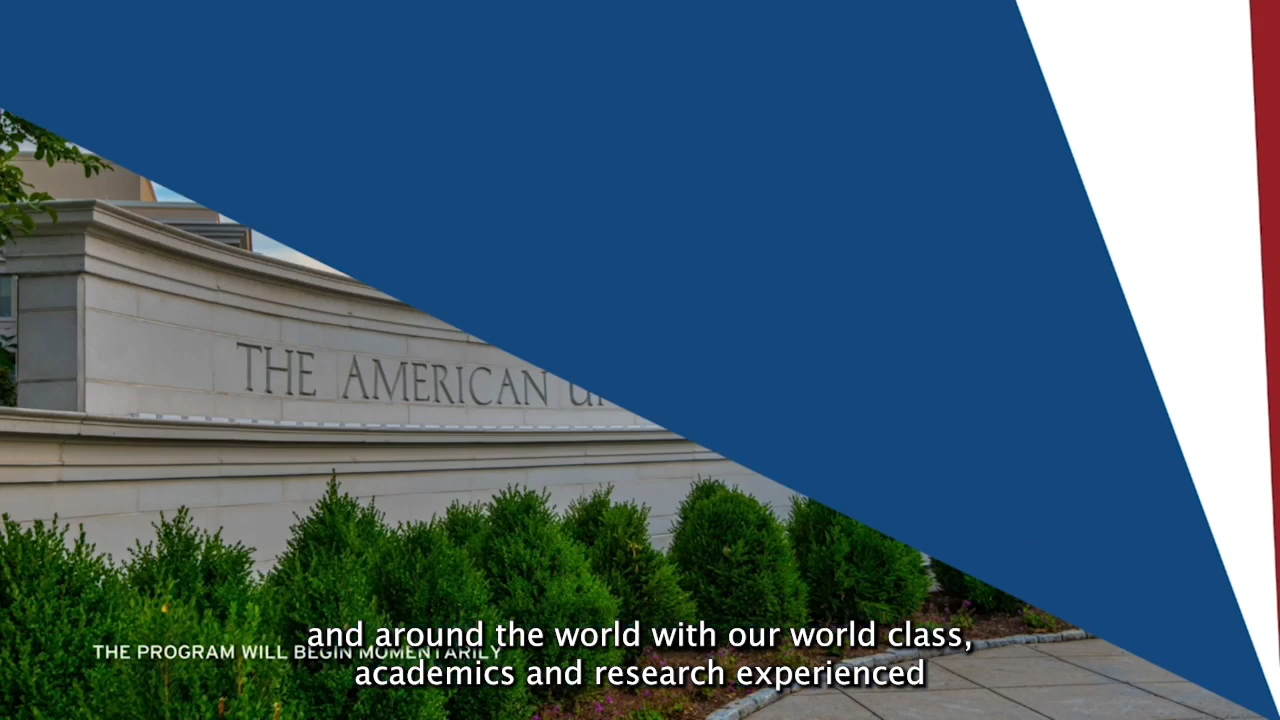 THE AMERICAN
THE PROGRAM WILL BEGIN MOMENTARILY
and around the world with our world class,
academics and research experienced